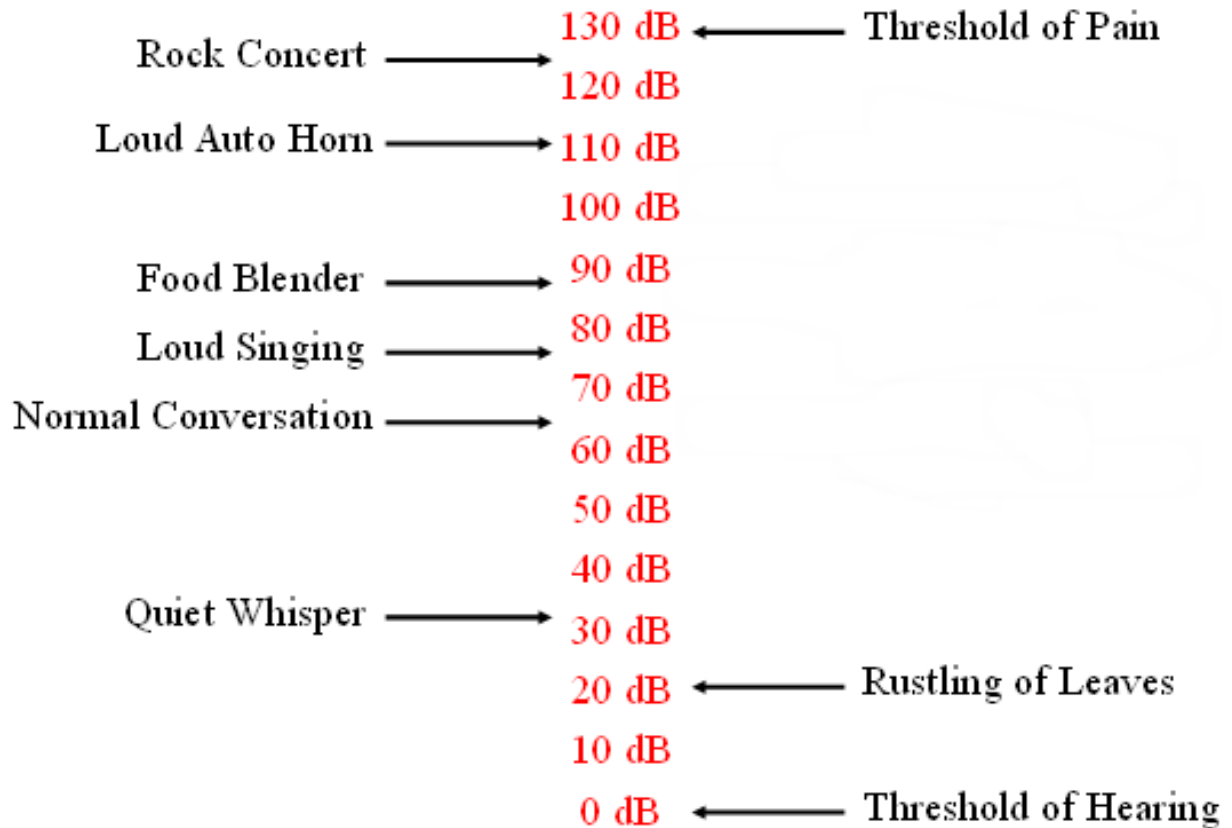 130 dB
Threshold of Pain
Rock Concert
120 dB
Loud Auto Horn
110 dB
100 dB
Food Blender
90 dB
80 dB
Loud Singing
70 dB
Normal Conversation
60 dB
50 dB
40 dB
Quiet Whisper
30 dB
20 dB
Rustling of Leaves
10 dB
0 dB
Threshold of Hearing